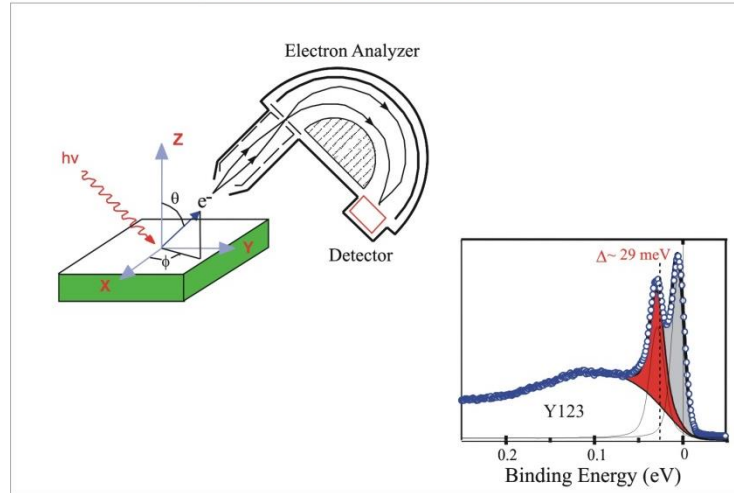 Electron Analyzer
Z
hν
θ
e-
Y
ϕ
X
Detector
Δ~ 29 meV
Y123
0.2 0.1 0
Binding Energy (eV)